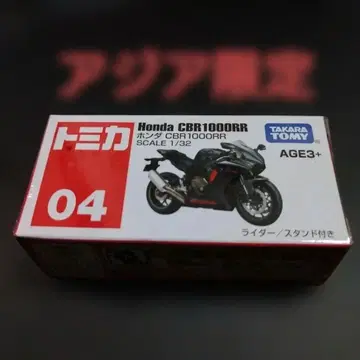 アジア限定
トミカ
04
Honda CBR1000RR
ホンダ CBR1000RR
SCALE 1/32
TAKARA
TOMY
AGE3+
ライダー/スタンド付き